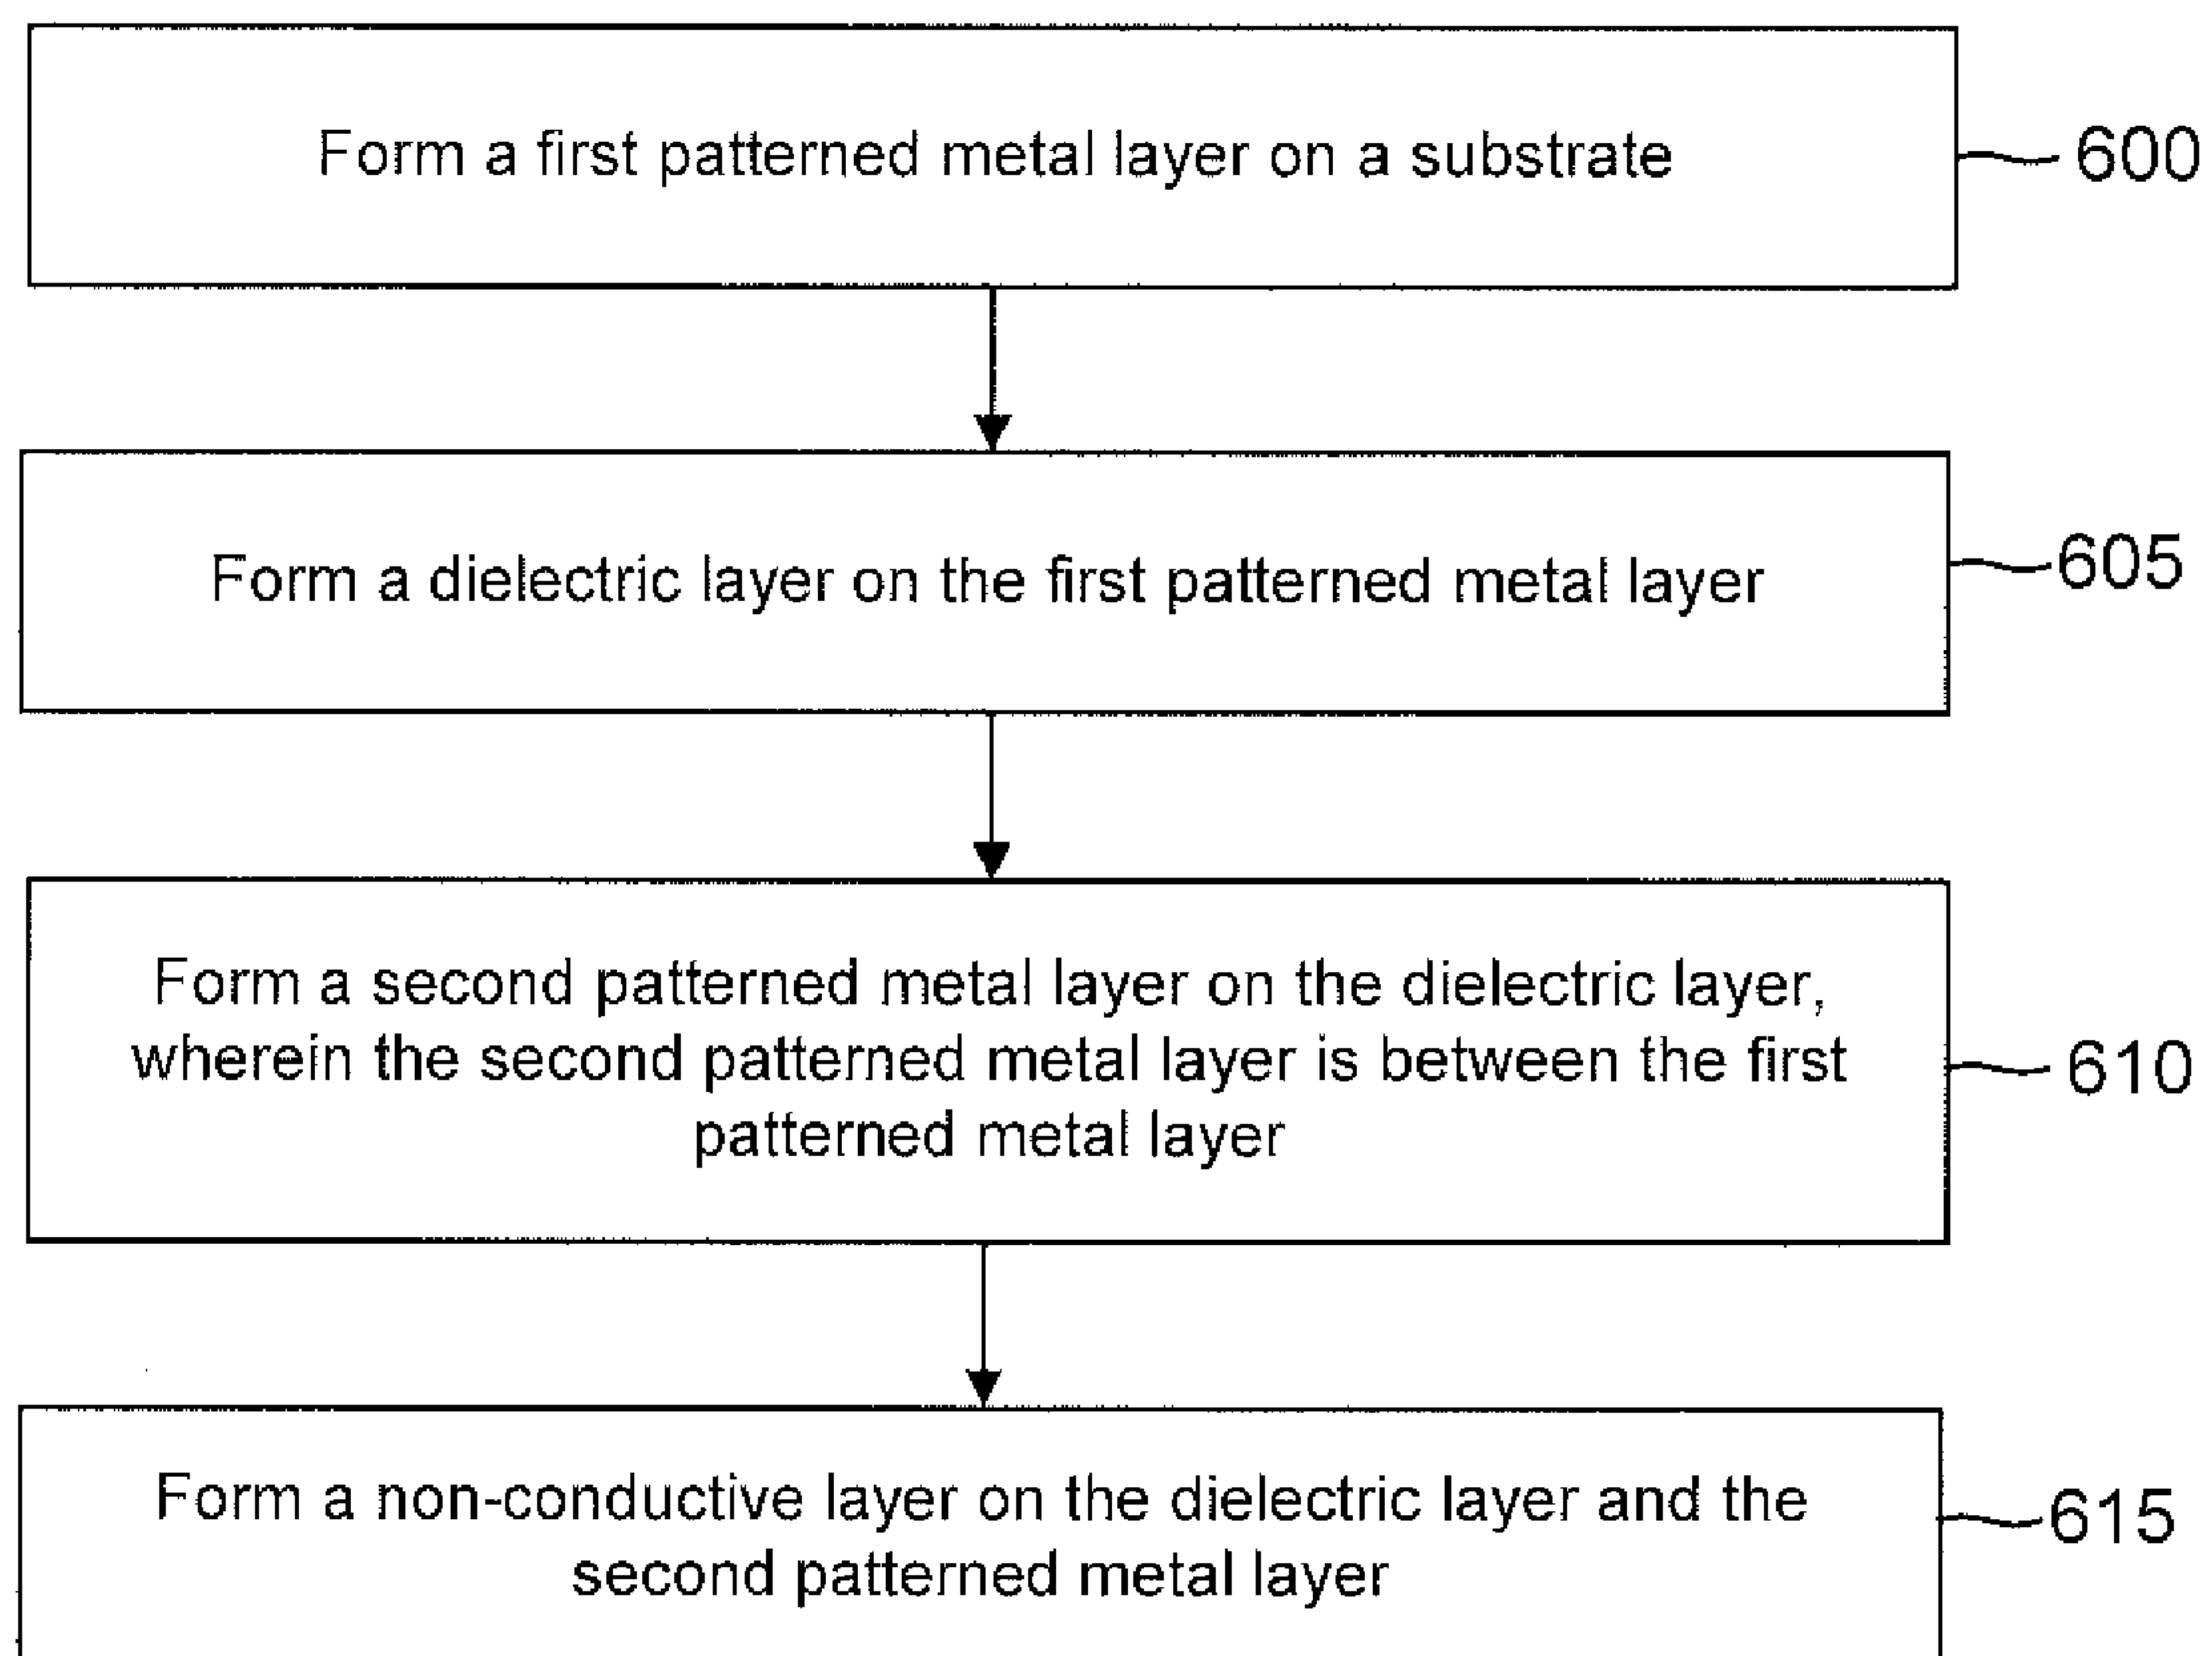 Form a first patterned metal layer on a substrate
600
Form a dielectric layer on the first patterned metal layer
605
Form a second patterned metal layer on the dielectric layer,
wherein the second patterned metal layer is between the first
patterned metal layer
610
Form a non-conductive layer on the dielectric layer and the
second patterned metal layer
615